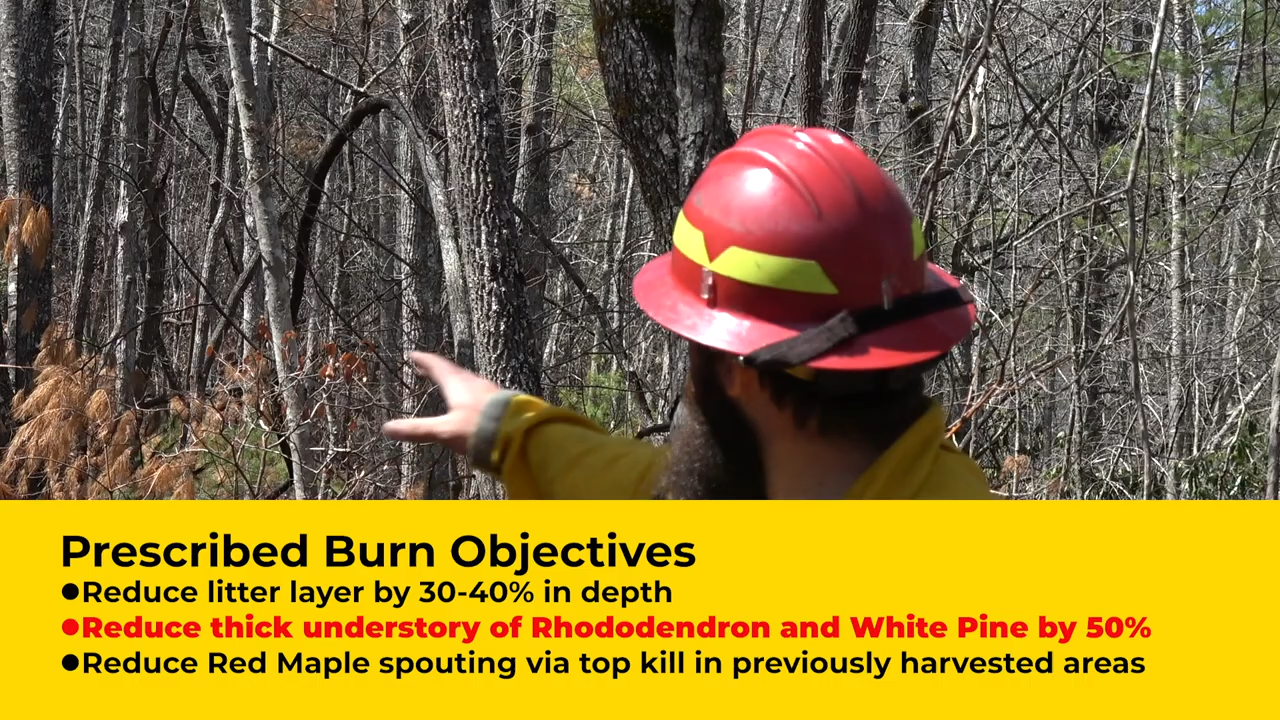 Prescribed Burn Objectives
●Reduce litter layer by 30-40% in depth
●Reduce thick understory of Rhododendron and White Pine by 50%
●Reduce Red Maple spouting via top kill in previously harvested areas